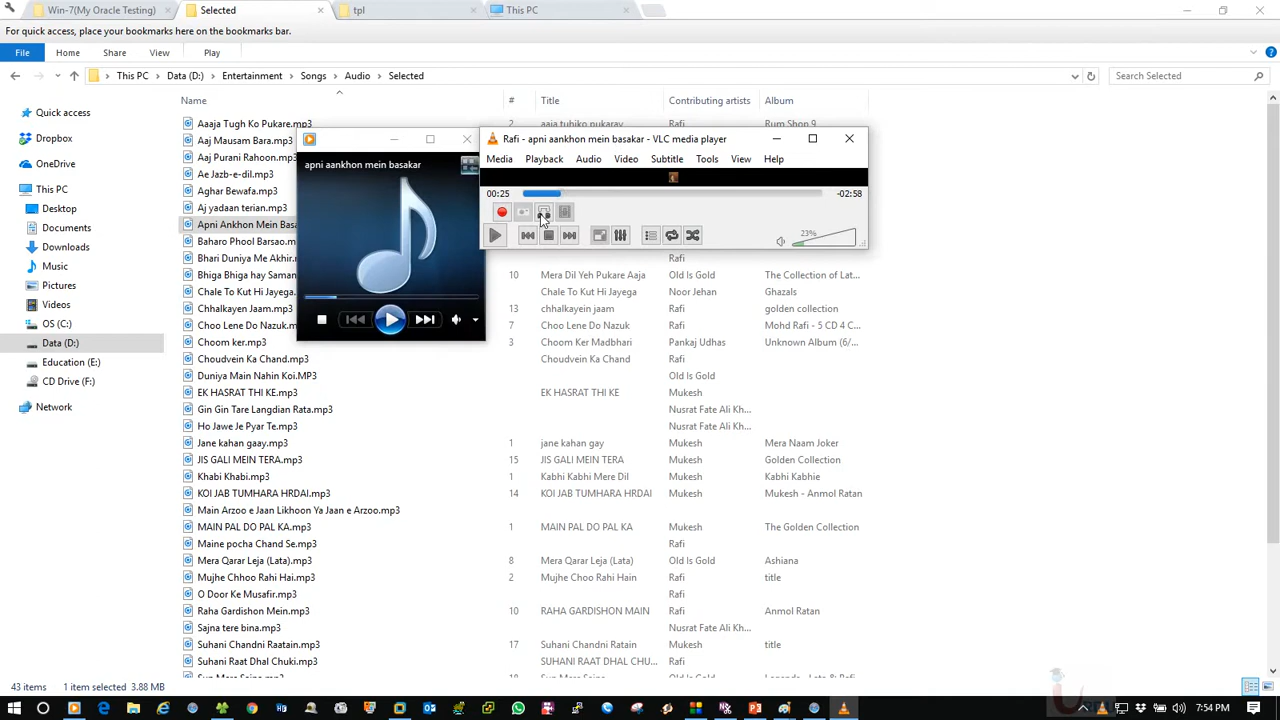 Win-7(My Oracle Testing)
Selected
tpl
This PC
For quick access, place your bookmarks here on the bookmarks bar.
File Home Share View Play
This PC Data (D:) Entertainment Songs Audio Selected
Search Selected
Name # Title Contributing artists Album
Quick access
Dropbox
OneDrive
This PC
Desktop
Documents
Downloads
Music
Pictures
Videos
OS (C:)
Data (D:)
Education (E:)
CD Drive (F:)
Network
Aaaja Tugh Ko Pukare.mp3 2 aaja tuhiko pukaray Rafi Rum Shop 9
Aaj Mausam Bara.mp3
Aaj Purani Rahoon.mp3
Ae Jazb-e-di.mp3
Aghar Bewafa.mp3
Aj yadaan terian.mp3
Apni Ankhon Mein Basa
Baharo Phool Barsao.m
Bhari Duniya Me Akhir. Rafi
Bhiga Bhiga hay Saman 10 Mera Dil Yeh Pukare Aaja Old Is Gold The Collection of Lat...
Chale To Kut Hi Jayega. Chale To Kut Hi Jayega Noor Jehan Ghazals
Chhalkayen Jaam.mp3 13 chhalkayein jaam Rafi golden collection
Choo Lene Do Nazuk. 7 Choo Lene Do Nazuk Rafi Mohd Rafi - 5 CD 4 C...
Choom ker.mp3 3 Choom Ker Madhbari Pankaj Udhas Unknown Album (6/...
Choudvein Ka Chand.mp3 Choudvein Ka Chand Rafi
Duniya Main Nahin Koi.MP3 Old Is Gold
EK HASRAT THI KE.mp3 EK HASRAT THI KE Mukesh
Gin Gin Tare Langdian Rata.mp3 Nusrat Fate Ali Kh...
Ho Jawe Je Pyar Te.mp3 Nusrat Fate Ali Kh...
Jane kahan gaay.mp3 1 jane kahan gay Mukesh Mera Naam Joker
JIS GALI MEIN TERA.mp3 15 JIS GALI MEIN TERA Mukesh Golden Collection
Khabi Khabi.mp3 1 Kabhi Kabhi Mere Dil Mukesh Kabhi Kabhie
KOI JAB TUMHARA HRDAI.mp3 14 KOI JAB TUMHARA HRDAI Mukesh Mukesh - Anmol Ratan
Main Arzoo e Jaan Likhoon Ya Jaan e Arzoo.mp3
MAIN PAL DO PAL KA.mp3 1 MAIN PAL DO PAL KA Mukesh The Golden Collection
Maine pocha Chand Se.mp3 Rafi
Mera Qarar Leja (Lata).mp3 8 Mera Qarar Leja (Lata) Old Is Gold Ashiana
Mujhe Chhoo Rahi Hai.mp3 2 Mujhe Chhoo Rahi Hain Rafi title
O Door Ke Musafir.mp3 Rafi
Raha Gardishon Mein.mp3 10 RAHA GARDISHON MEIN Rafi Anmol Ratan
Sajna tere bina.mp3 Nusrat Fate Ali Kh...
Suhani Chandni Raatain.mp3 17 Suhani Chandni Ratain Mukesh title
Suhani Raat Dhal Chuki.mp3 SUHANI RAAT DHAL CHU... Rafi
apni aankhon mein basakar
Rafi - apni aankhon mein basakar - VLC media player
Media Playback Audio Video Subtitle Tools View Help
00:25 -02:58
23%
43 items 1 item selected 3.88 MB
7:54 PM